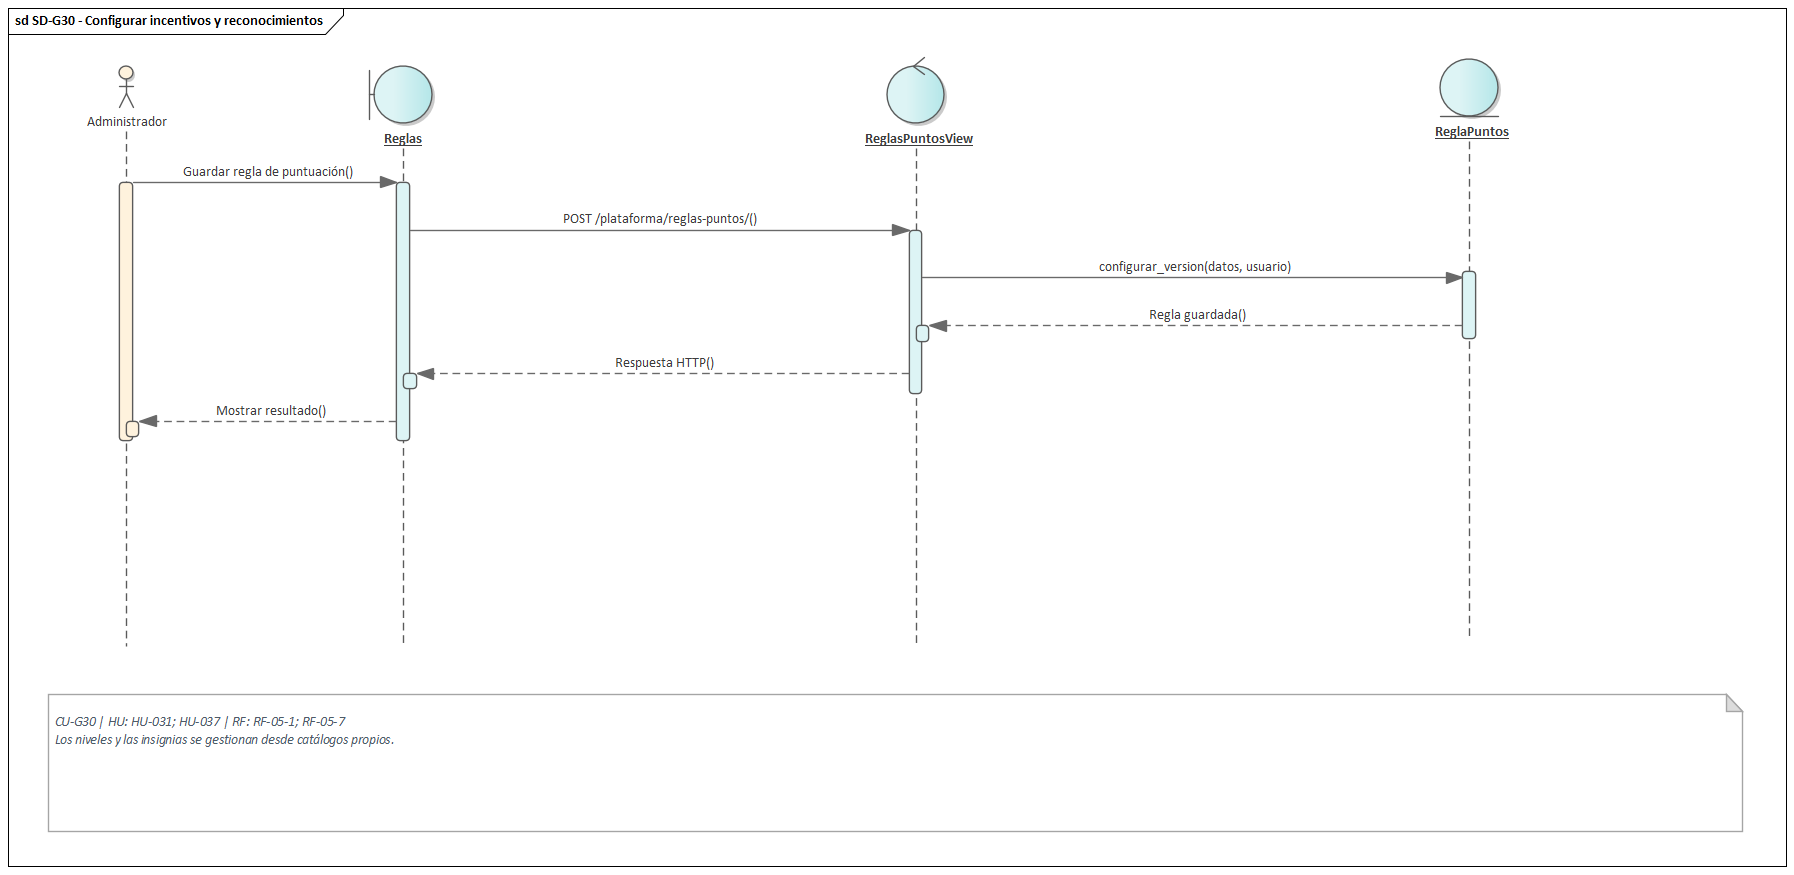 sd SD-G30 - Configurar incentivos y reconocimientos
Administrador
Reglas
ReglasPuntosView
ReglaPuntos
Guardar regla de puntuación()
POST /plataforma/reglas-puntos/()
configurar_version(datos, usuario)
Regla guardada()
Respuesta HTTP()
Mostrar resultado()
CU-G30 | HU: HU-031; HU-037 | RF: RF-05-1; RF-05-7
Los niveles y las insignias se gestionan desde catálogos propios.